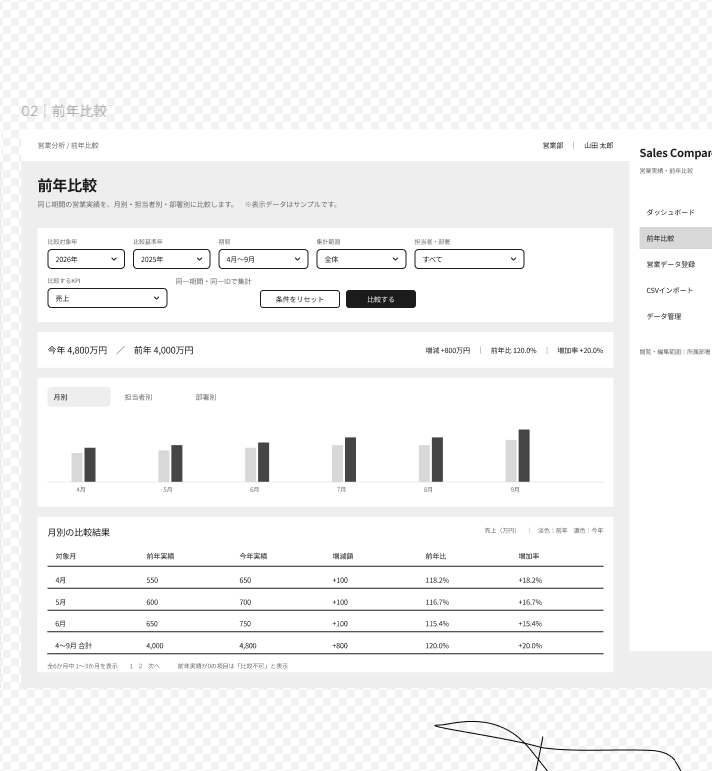 02｜前年比較
営業分析 / 前年比較
営業部 ｜ 山田 太郎
前年比較
同じ期間の営業実績を、月別・担当者別・部署別に比較します。 ※表示データはサンプルです。
比較対象年 比較基準年 期間 集計範囲 担当者・部署
2026年 2025年 4月〜9月 全体 すべて
比較するKPI 同一期間・同一IDで集計
売上 条件をリセット 比較する
今年 4,800万円 ／ 前年 4,000万円
増減 +800万円 ｜ 前年比 120.0% ｜ 増加率 +20.0%
月別 担当者別 部署別
4月 5月 6月 7月 8月 9月
月別の比較結果
売上（万円） ｜ 淡色：前年 濃色：今年
対象月 前年実績 今年実績 増減額 前年比 増加率
4月 550 650 +100 118.2% +18.2%
5月 600 700 +100 116.7% +16.7%
6月 650 750 +100 115.4% +15.4%
4〜9月 合計 4,000 4,800 +800 120.0% +20.0%
全6か月中 1〜3か月を表示 1 2 次へ 前年実績が0の項目は「比較不可」と表示
Sales Compar
営業実績・前年比較
ダッシュボード
前年比較
営業データ登録
CSVインポート
データ管理
閲覧・編集範囲：所属部署